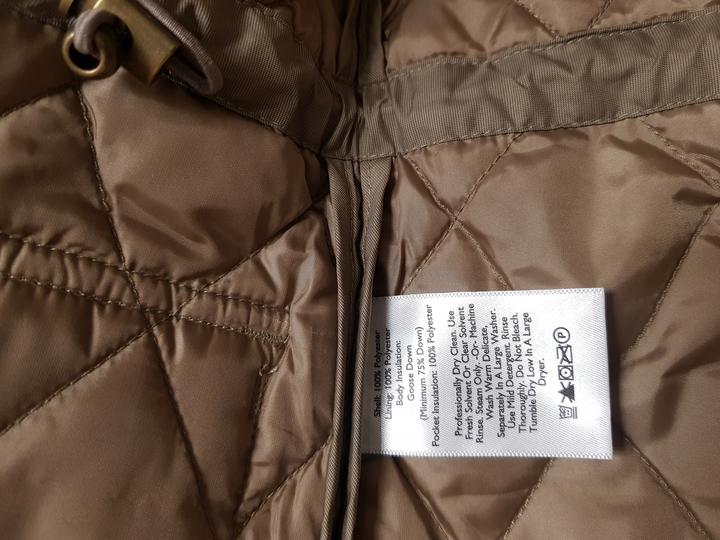 Shell: 100% Polyester
Lining: 100% Polyester
Body Insulation:
Goose Down
(Minimum 75% Down)
Pocket Insulation: 100% Polyester
Professionally Dry Clean. Use
Fresh Solvent Or Clear Solvent
Rinse. Steam Only. -Or- Machine
Wash Warm Delicate,
Separately In A Large Washer.
Use Mild Detergent. Rinse
Thoroughly. Do Not Bleach.
Tumble Dry Low In A Large
Dryer.
P